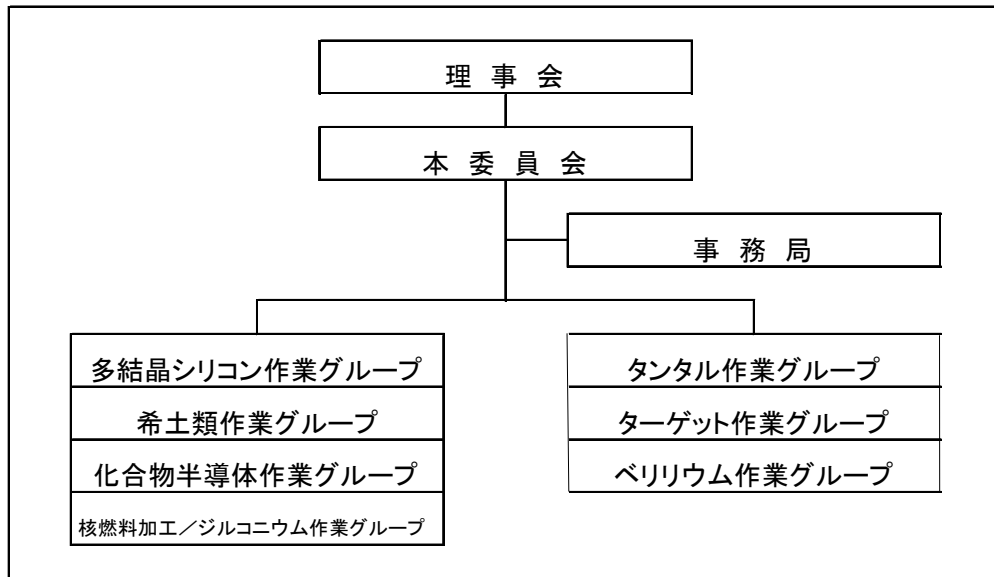 理 事 会
本 委 員 会
事 務 局
多結晶シリコン作業グループ
希土類作業グループ
化合物半導体作業グループ
核燃料加工／ジルコニウム作業グループ
タンタル作業グループ
ターゲット作業グループ
ベリリウム作業グループ